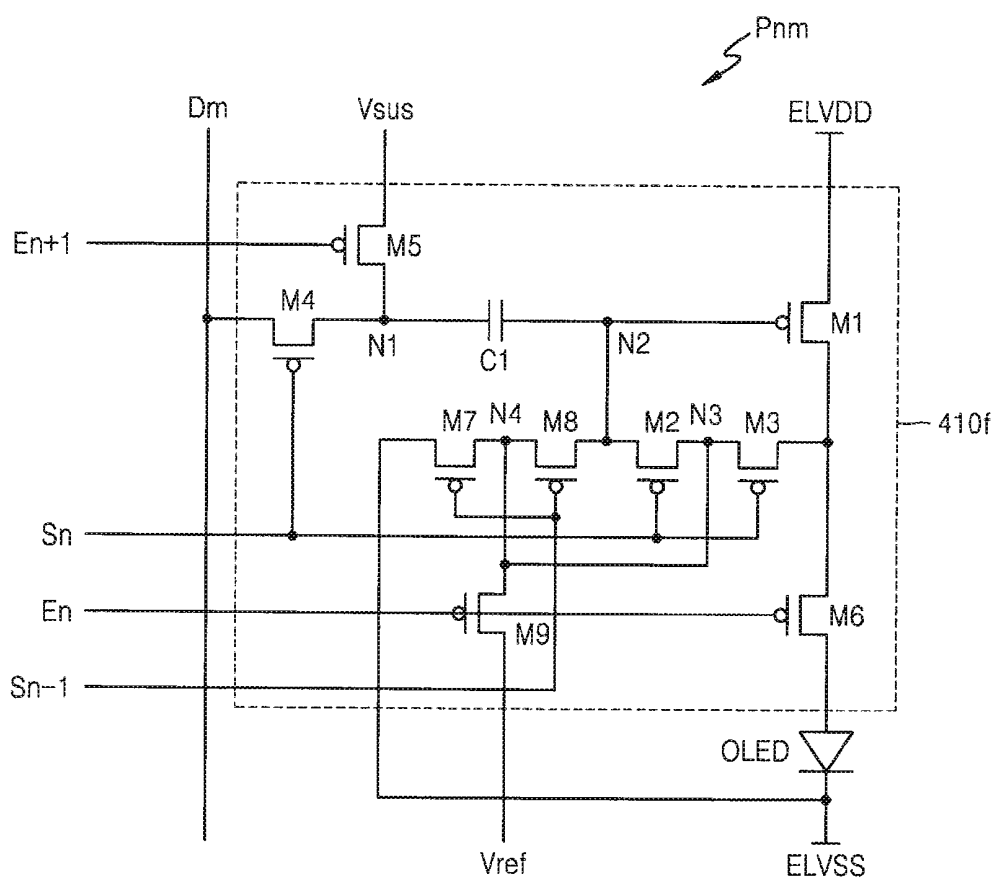 Pnm
Dm
Vsus
ELVDD
En+1
M5
M4
N1
C1
N2
M1
M7
N4
M8
M2
N3
M3
410f
Sn
En
M9
M6
Sn-1
OLED
Vref
ELVSS